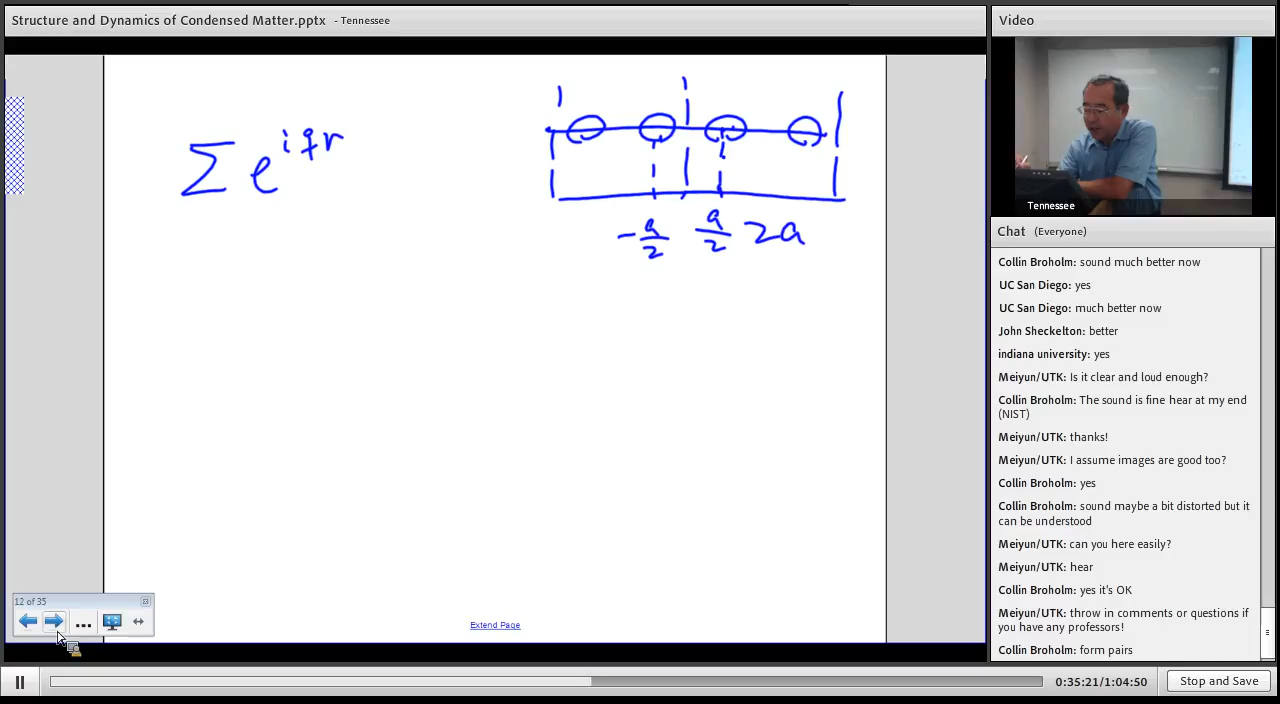 Structure and Dynamics of Condensed Matter.pptx - Tennessee
Σ e^{iqr}
-a/2 a/2 2a
12 of 35
...
Extend Page
Video
Tennessee
Chat (Everyone)
Collin Broholm: sound much better now
UC San Diego: yes
UC San Diego: much better now
John Sheckelton: better
indiana university: yes
Meiyun/UTK: Is it clear and loud enough?
Collin Broholm: The sound is fine hear at my end
(NIST)
Meiyun/UTK: thanks!
Meiyun/UTK: I assume images are good too?
Collin Broholm: yes
Collin Broholm: sound maybe a bit distorted but it
can be understood
Meiyun/UTK: can you here easily?
Meiyun/UTK: hear
Collin Broholm: yes it's OK
Meiyun/UTK: throw in comments or questions if
you have any professors!
Collin Broholm: form pairs
0:35:21/1:04:50
Stop and Save